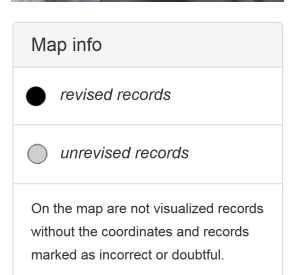 Map info
revised records
unrevised records
On the map are not visualized records
without the coordinates and records
marked as incorrect or doubtful.